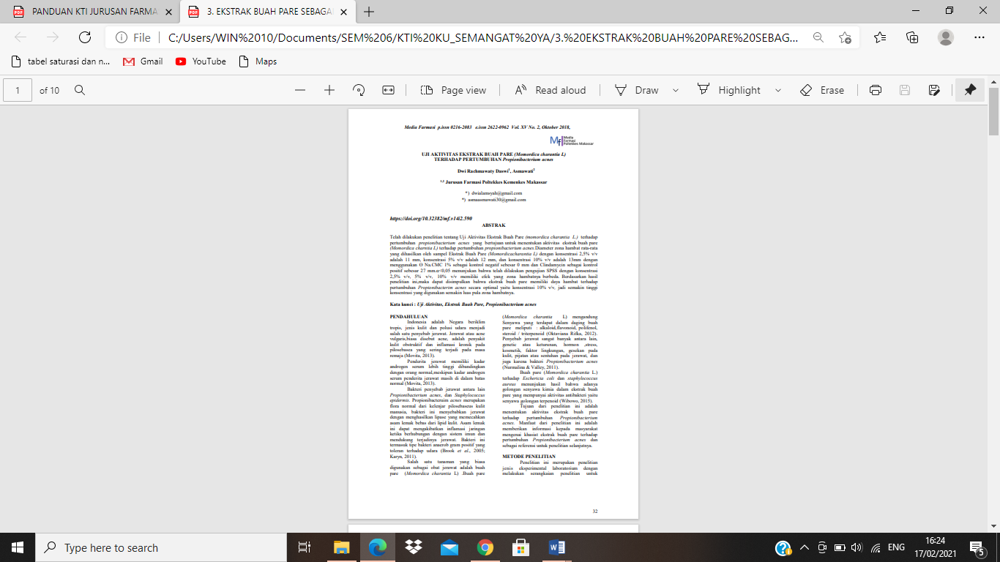 PANDUAN KTI JURUSAN FARMA
3. EKSTRAK BUAH PARE SEBAGAI
File
C:/Users/WIN%2010/Documents/SEM%206/KTI%20KU_SEMANGAT%20YA/3.%20EKSTRAK%20BUAH%20PARE%20SEBAG...
tabel saturasi dan n...
Gmail
YouTube
Maps
1 of 10
Page view
Read aloud
Draw
Highlight
Erase
Media Farmasi p.issn 0216-2083 e.issn 2622-0962 Vol. XV No. 2, Oktober 2018,
Mf Media
Farmasi
Poltekkes Makassar
UJI AKTIVITAS EKSTRAK BUAH PARE (Momordica charantia L)
TERHADAP PERTUMBUHAN Propionibacterium acnes
Dwi Rachmawaty Daswi1, Asmawati2
1,2 Jurusan Farmasi Poltekkes Kemenkes Makassar
*) dwialamsyah@gmail.com
*) asmaasmawati30@gmail.com
https://doi.org/10.32382/mf.v14i2.590
ABSTRAK
Telah dilakukan penelitian tentang Uji Aktivitas Ekstrak Buah Pare (momordica charantia L.) terhadap
pertumbuhan propionibacterium acnes yang bertujuan untuk menentukan aktivitas ekstrak buah pare
(Momordica charntia L.) terhadap pertumbuhan propionibacterium acnes.Diameter zona hambat rata-rata
yang dihasilkan oleh sampel Ekstrak Buah Pare (Momordicacharantia L) dengan konsentrasi 2,5% v/v
adalah 11 mm, konsentrasi 5% v/v adalah 12 mm, dan konsentrasi 10% v/v adalah 13mm dengan
menggunakan Θ Na.CMC 1% sebagai kontrol negatif sebesar 0 mm dan Clindamycin sebagai kontrol
positif sebesar 27 mm.α<0,05 menunjukan bahwa telah dilakukan pengujian SPSS dengan konsentrasi
2,5% v/v, 5% v/v, 10% v/v memiliki efek yang zona hambatnya berbeda. Berdasarkan hasil
penelitian ini,maka dapat disimpulkan bahwa ekstrak buah pare memiliki daya hambat terhadap
pertumbuhan Propionibacterim acnes secara optimal yaitu konsentrasi 10% v/v, jadi semakin tinggi
konsentrasi yang digunakan semakin luas pula zona hambatnya.
Kata kunci : Uji Aktivitas, Ekstrak Buah Pare, Propionibacterium acnes
PENDAHULUAN
Indonesia adalah Negara beriklim
tropis, jenis kulit dan polusi udara menjadi
salah satu penyebab jerawat. Jerawat atau acne
vulgaris,biasa disebut acne, adalah penyakit
kulit obstruktif dan inflamasi kronik pada
pilosebasea yang sering terjadi pada masa
remaja (Movita, 2013).
Penderita jerawat memiliki kadar
androgen serum lebih tinggi dibandingkan
dengan orang normal,meskipun kadar androgen
serum penderita jerawat masih di dalam batas
normal (Movita, 2013).
Bakteri penyebab jerawat antara lain
Propionibacterium acnes, dan Staphylococcus
epidermis. Propionibacteruim acnes merupakan
flora normal dari kelenjar pilosebaseus kulit
manusia, bakteri ini menyebabkan jerawat
dengan menghasilkan lipase yang memecahkan
asam lemak bebas dari lipid kulit. Asam lemak
ini dapat mengakibatkan inflamasi jaringan
ketika berhubungan dengan sistem imun dan
mendukung terjadinya jerawat. Bakteri ini
termasuk tipe bakteri anaerob gram positif yang
toleran terhadap udara (Brook et al., 2005;
Karyn, 2011).
Salah satu tanaman yang biasa
digunakan sebagai obat jerawat adalah buah
pare (Momordica charantia L) .Buah pare
(Momordica charantia L) mengandung
Senyawa yang terdapat dalam daging buah
pare meliputi : alkaloid,flavonoid, polifenol,
steroid / triterpenoid (Oktaviana Rifka, 2012).
Penyebab jerawat sangat banyak antara lain,
genetic atau keturunan, hormon ,stress,
kosmetik, faktor lingkungan, gesekan pada
kulit, pijatan atau sentuhan pada jerawat, dan
juga karena bakteri Propionibacterium acnes
(Nurmalina & Valley, 2011).
Buah pare (Momordica charantia L.)
terhadap Eschericia coli dan staphylococcus
aureus menunjukan hasil bahwa adanya
golongan senyawa kimia dalam ekstrak buah
pare yang mempunyai aktivitas antibakteri yaitu
senyawa golongan terpenoid (Wibowo, 2015).
Tujuan dari penelitian ini adalah
menentukan aktivitas ekstrak buah pare
terhadap pertumbuhan Propionibacterium
acnes. Manfaat dari penelitian ini adalah
memberikan informasi kepada masyarakat
mengenai khasiat ekstrak buah pare terhadap
pertumbuhan Propionibacterium acnes dan
sebagai referensi untuk penelitian selanjutnya.
METODE PENELITIAN
Penelitian ini merupakan penelitian
jenis eksperimental laboratorium dengan
melakukan serangkaian penelitian untuk
32
Type here to search
ENG
16:24
17/02/2021
5